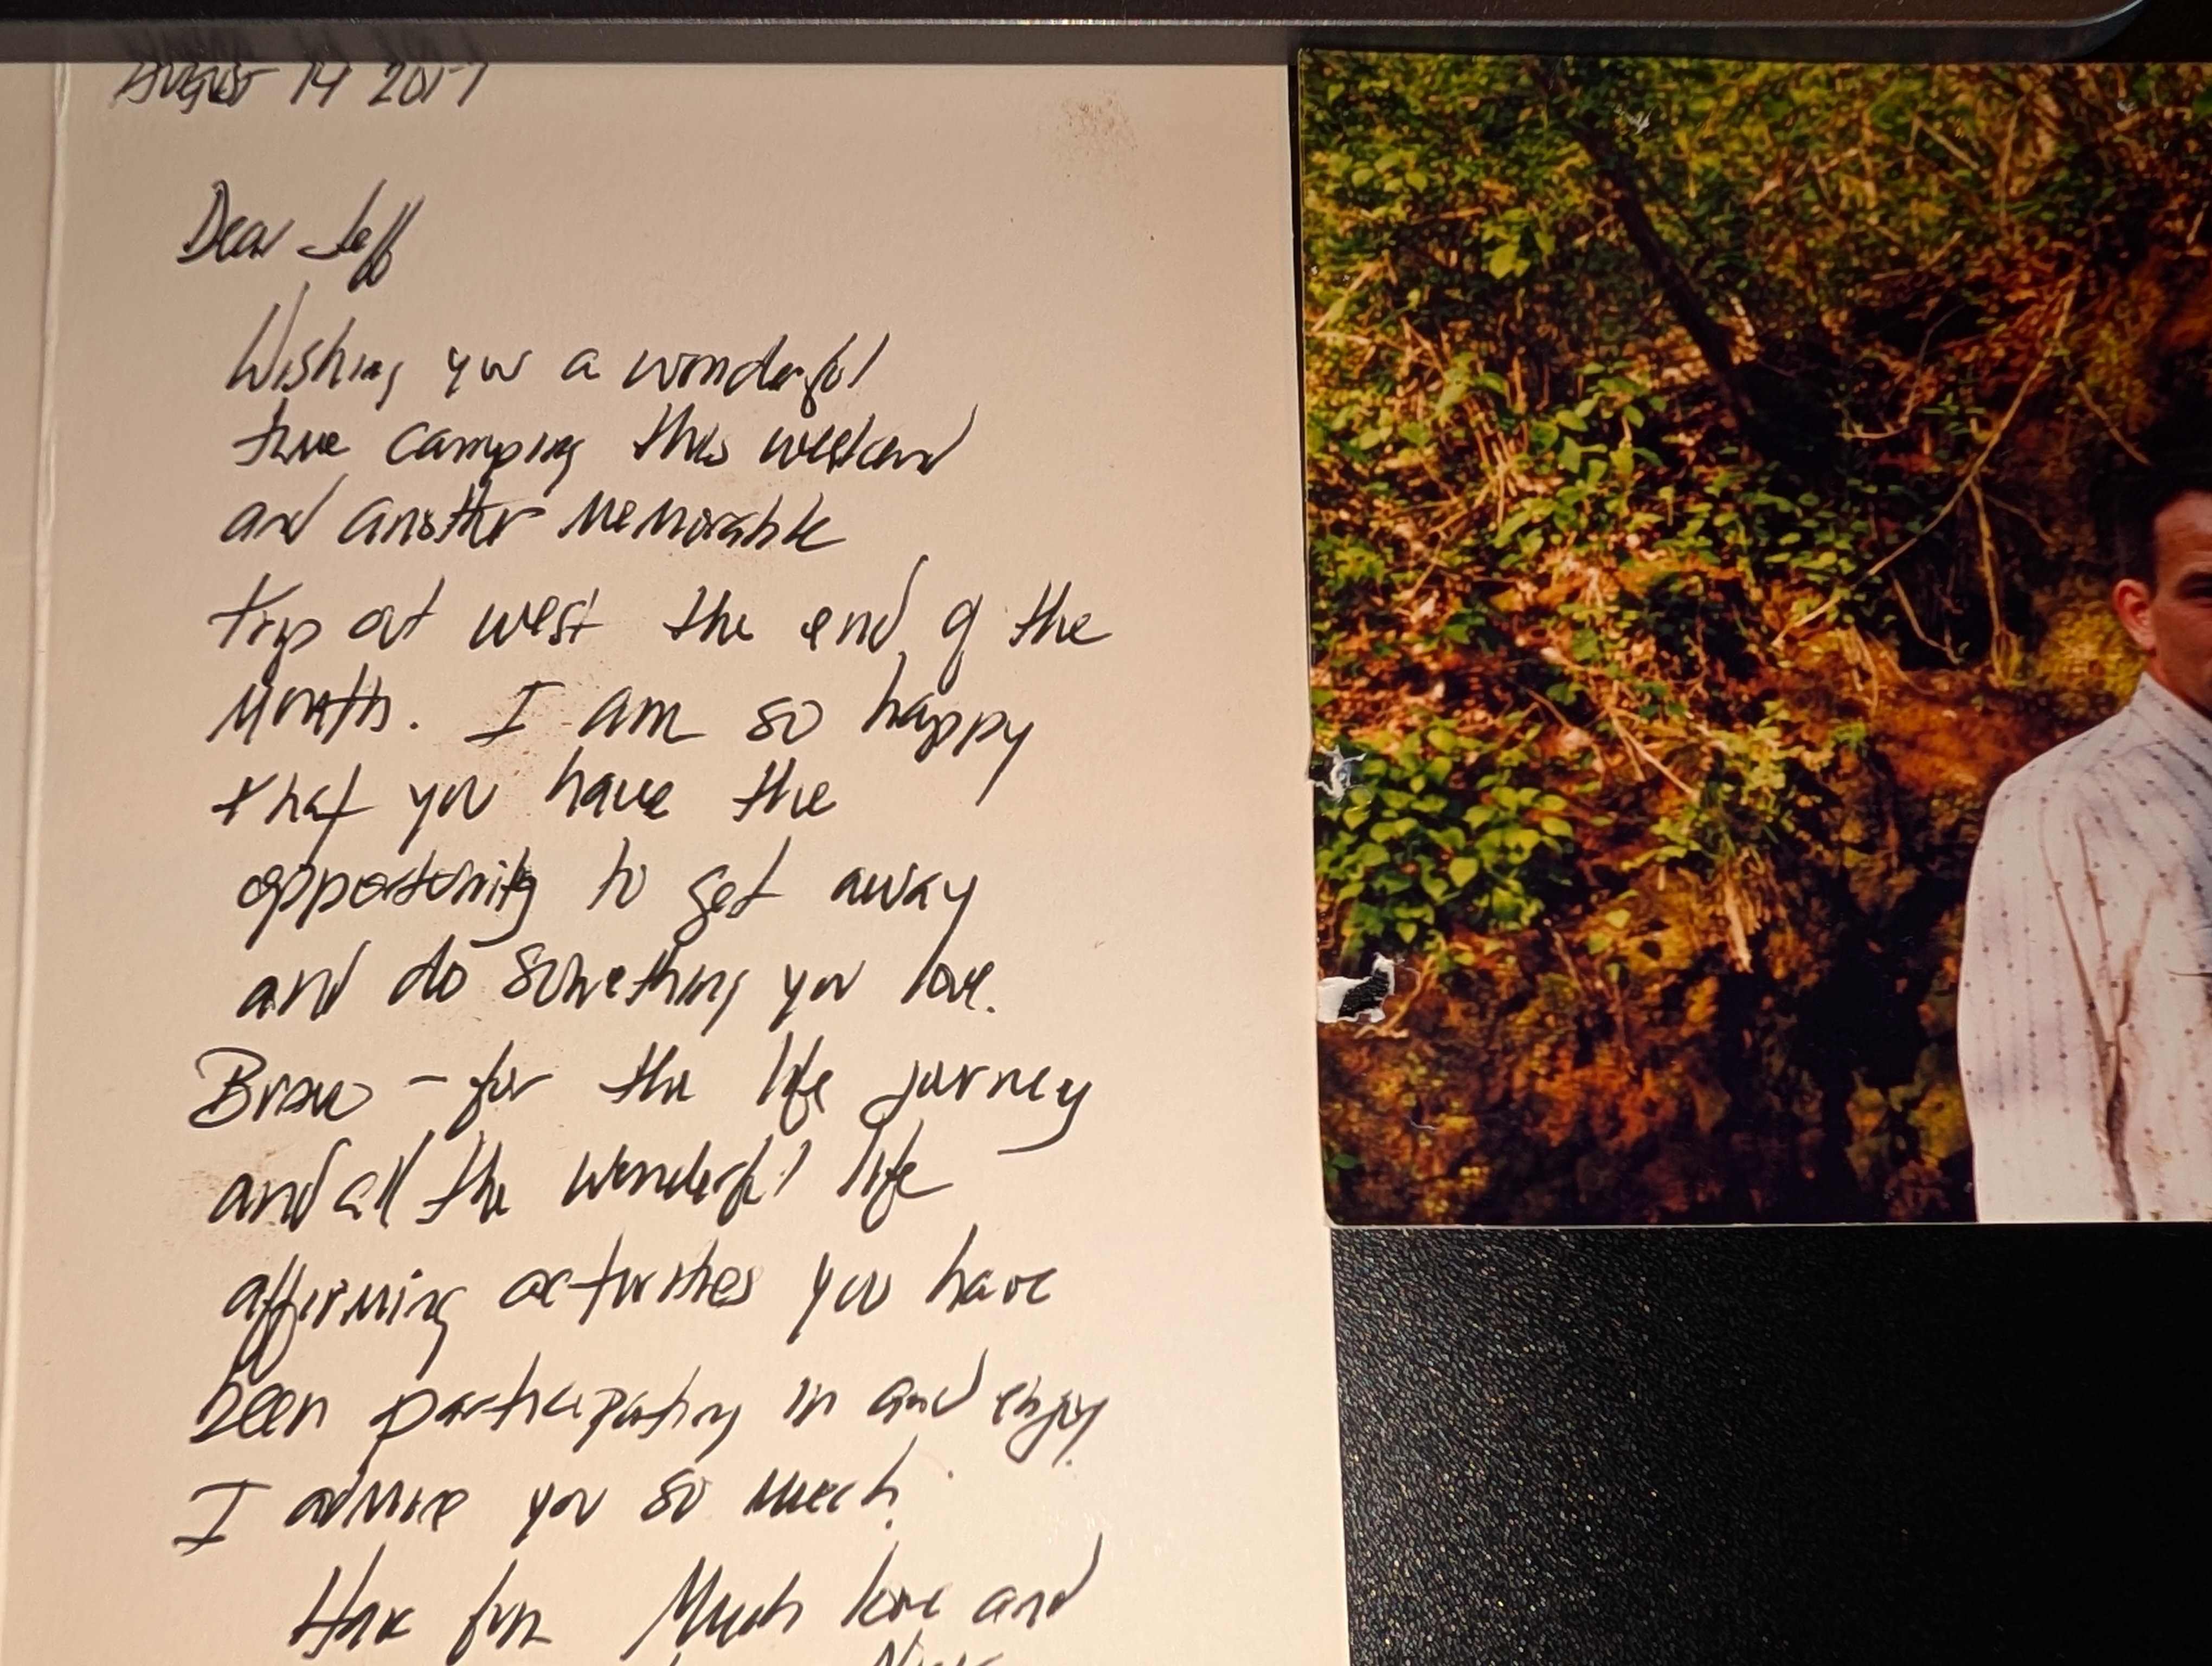 AUGUST 14 2017
Dear Jeff
Wishing you a wonderful
time camping this weekend
and another memorable
trip out west the end of the
month. I am so happy
that you have the
opportunity to get away
and do something you love.
Bravo - for the life journey
and all the wonderful life
affirming activities you have
been participating in and enjoy.
I admire you so much.
Have fun Much love and